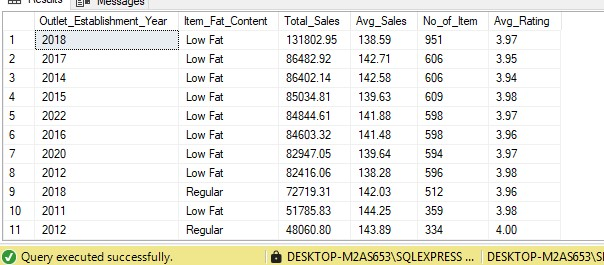 Results Messages
Outlet_Establishment_Year Item_Fat_Content Total_Sales Avg_Sales No_of_Item Avg_Rating
1 2018 Low Fat 131802.95 138.59 951 3.97
2 2017 Low Fat 86482.92 142.71 606 3.95
3 2014 Low Fat 86402.14 142.58 606 3.94
4 2015 Low Fat 85034.81 139.63 609 3.98
5 2022 Low Fat 84844.61 141.88 598 3.97
6 2016 Low Fat 84603.32 141.48 598 3.96
7 2020 Low Fat 82947.05 139.64 594 3.97
8 2012 Low Fat 82416.06 138.28 596 3.98
9 2018 Regular 72719.31 142.03 512 3.96
10 2011 Low Fat 51785.83 144.25 359 3.98
11 2012 Regular 48060.80 143.89 334 4.00
Query executed successfully. DESKTOP-M2AS653\SQLEXPRESS ... DESKTOP-M2AS653\S